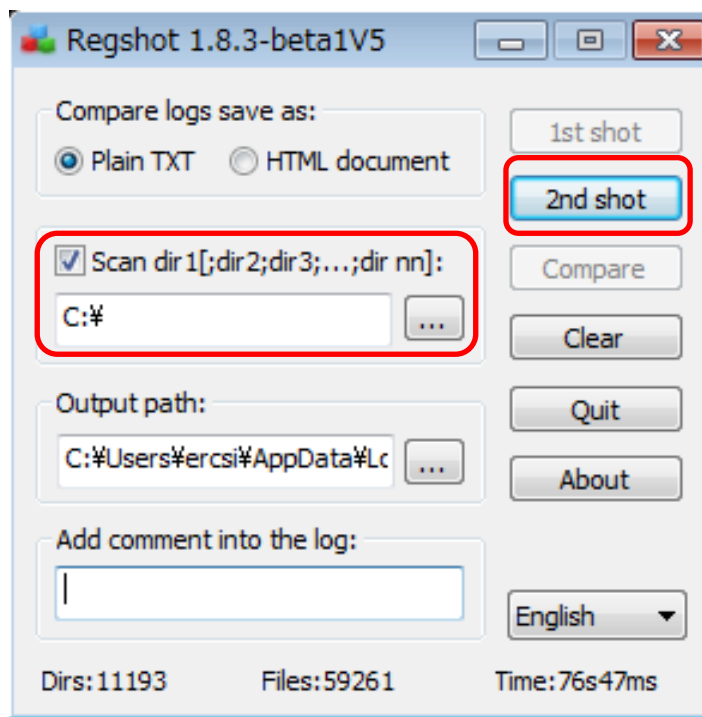 Regshot 1.8.3-beta1V5
Compare logs save as:
Plain TXT
HTML document
1st shot
2nd shot
Scan dir1[;dir2;dir3;...;dir nn]:
C:¥
...
Compare
Clear
Output path:
C:¥Users¥ercsi¥AppData¥Lc
...
Quit
About
Add comment into the log:
English
Dirs:11193
Files:59261
Time:76s47ms